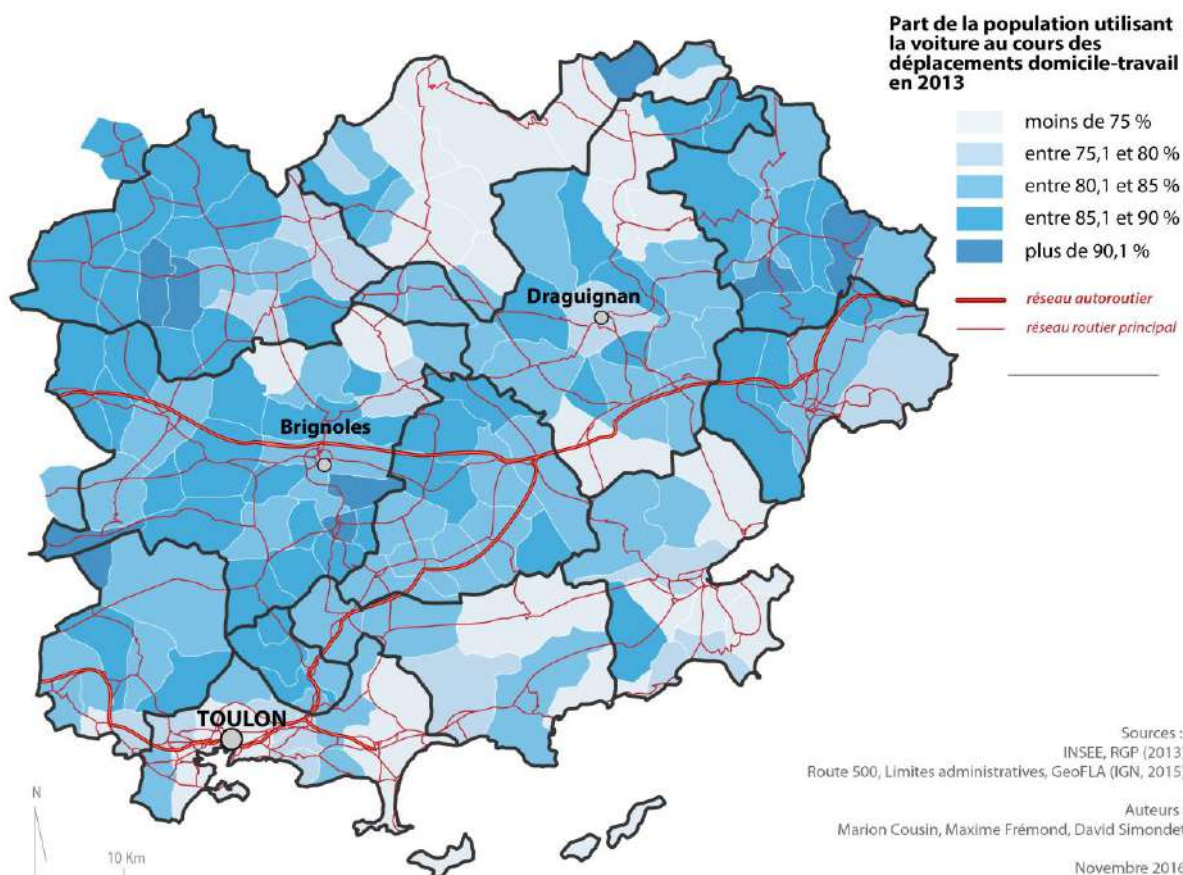 Part de la population utilisant
la voiture au cours des
déplacements domicile-travail
en 2013
moins de 75 %
entre 75,1 et 80 %
entre 80,1 et 85 %
entre 85,1 et 90 %
plus de 90,1 %
réseau autoroutier
réseau routier principal
Draguignan
Brignoles
TOULON
N
10 Km
Sources :
INSEE, RGP (2013)
Route 500, Limites administratives, GeoFLA (IGN, 2015)
Auteurs :
Marion Cousin, Maxime Frémond, David Simondet
Novembre 2016